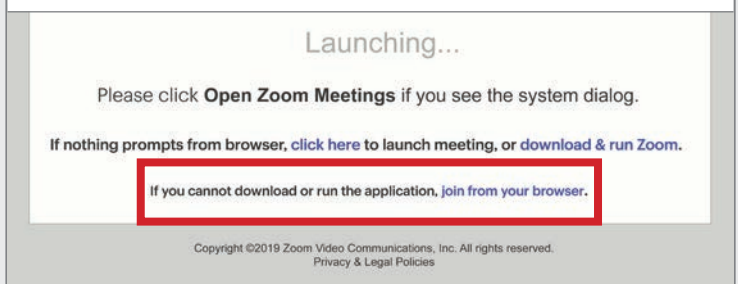 Launching...
Please click Open Zoom Meetings if you see the system dialog.
If nothing prompts from browser, click here to launch meeting, or download & run Zoom.
If you cannot download or run the application, join from your browser.
Copyright ©2019 Zoom Video Communications, Inc. All rights reserved.
Privacy & Legal Policies